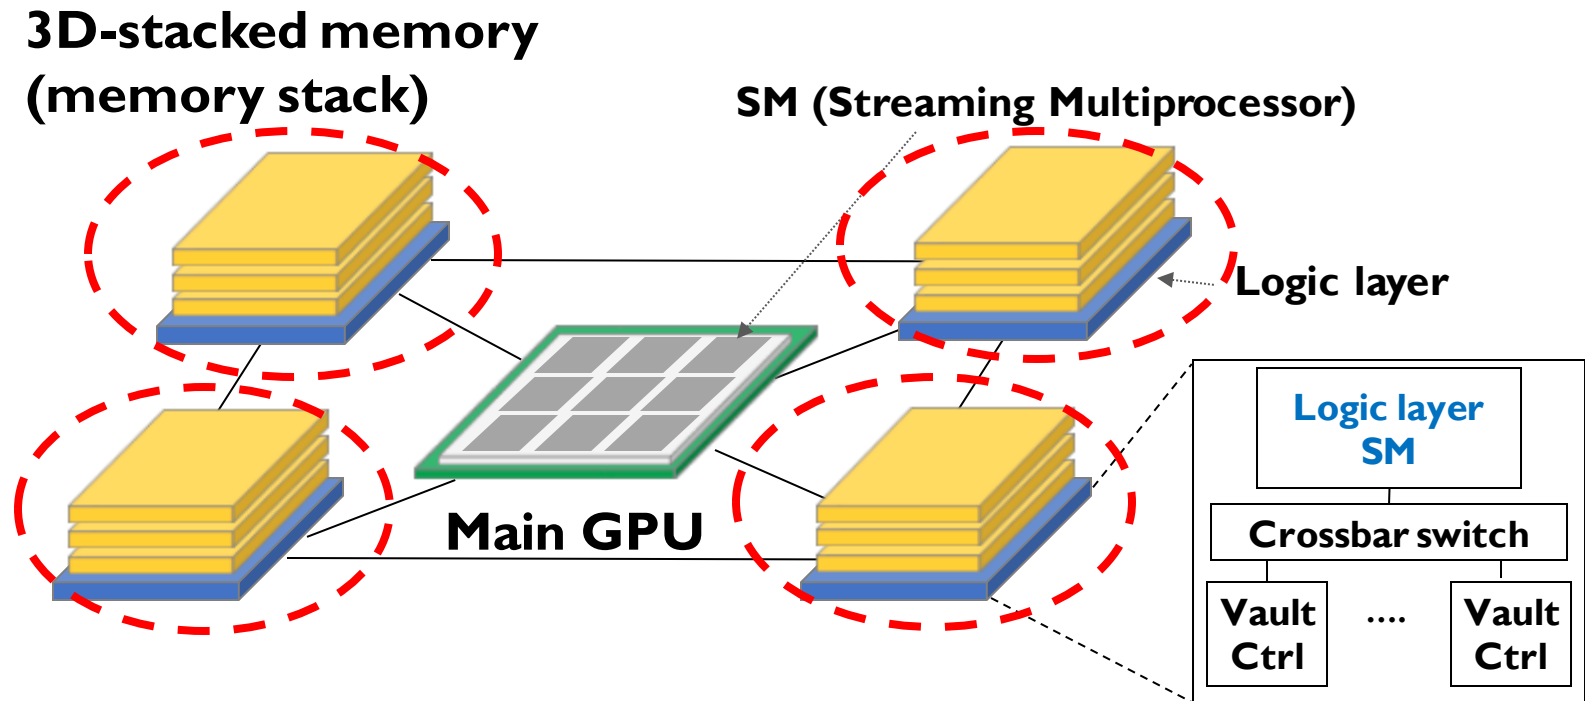 3D-stacked memory
(memory stack)
SM (Streaming Multiprocessor)
Logic layer
Main GPU
Logic layer
SM
Crossbar switch
Vault
Ctrl
....
Vault
Ctrl